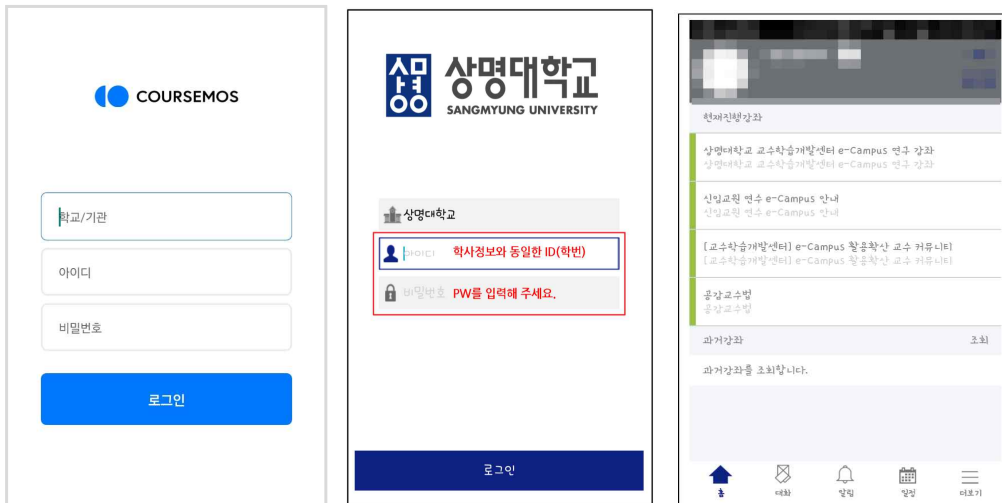 COURSEMOS
학교/기관
아이디
비밀번호
로그인
상명
상명대학교
SANGMYUNG UNIVERSITY
상명대학교
아이디 학사정보와 동일한 ID(학번)
비밀번호 PW를 입력해 주세요.
로그인
현재진행강좌
상명대학교 교수학습개발센터 e-Campus 연구 강좌
상명대학교 교수학습개발센터 e-Campus 연구 강좌
신임교원 연수 e-Campus 안내
신임교원 연수 e-Campus 안내
[교수학습개발센터] e-Campus 활용확산 교수 커뮤니티
[교수학습개발센터] e-Campus 활용확산 교수 커뮤니티
공감교수법
공감교수법
과거강좌 조회
과거강좌를 조회합니다.
홈 대화 알림 일정 더보기